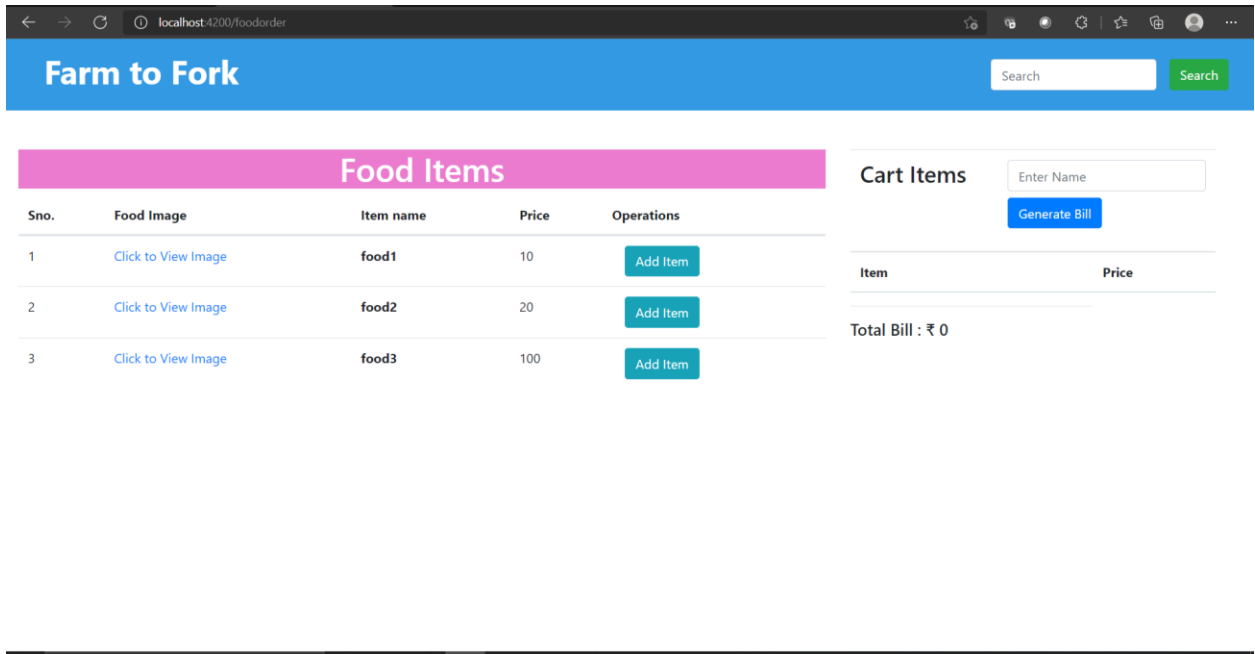 localhost:4200/foodorder
Farm to Fork
Search Search
Food Items
Sno. Food Image Item name Price Operations
1 Click to View Image food1 10 Add Item
2 Click to View Image food2 20 Add Item
3 Click to View Image food3 100 Add Item
Cart Items Enter Name
Generate Bill
Item Price
Total Bill : ₹ 0